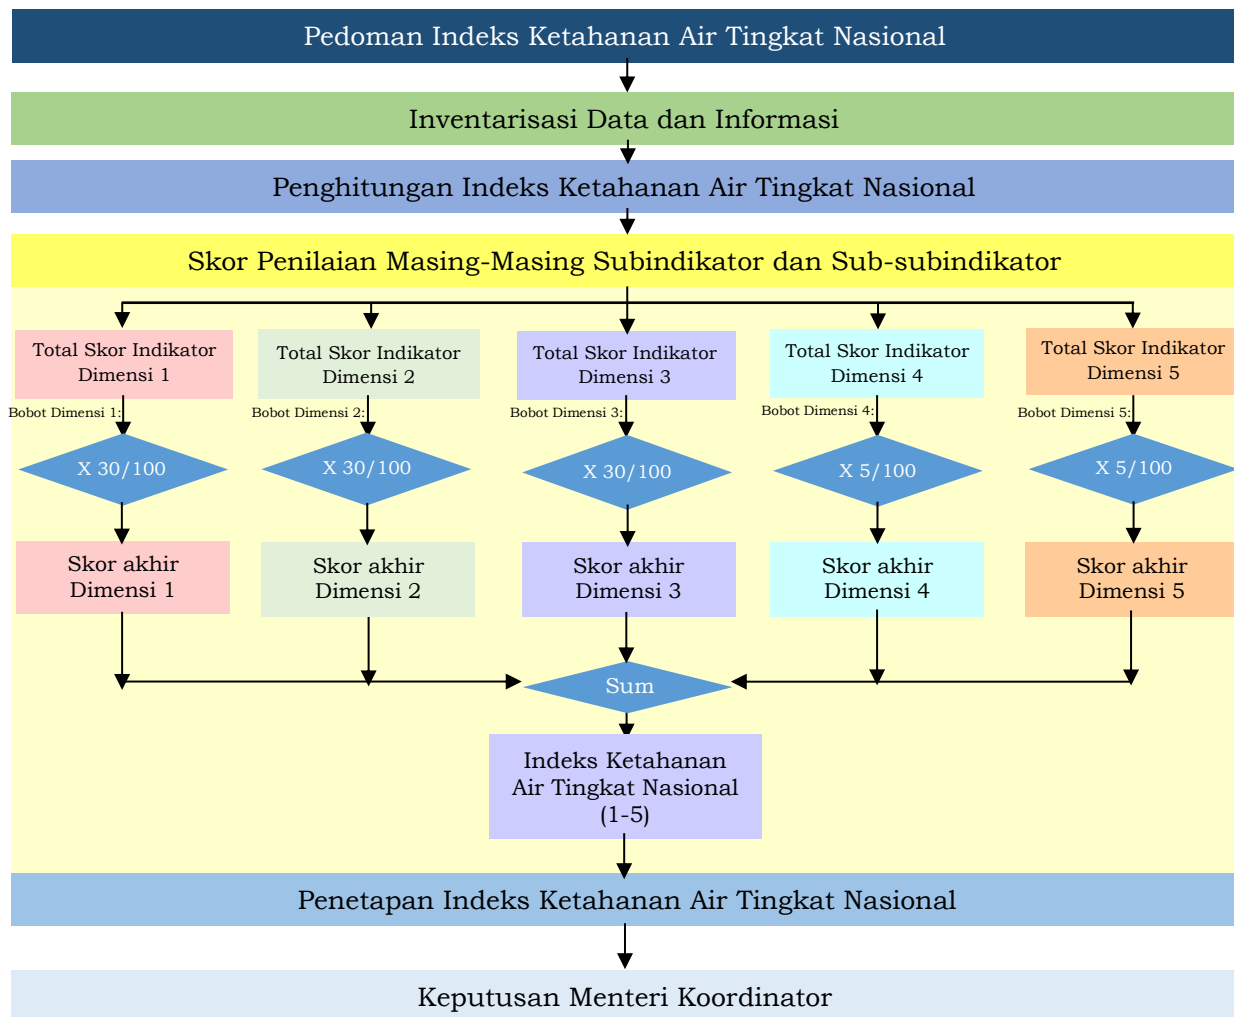 Pedoman Indeks Ketahanan Air Tingkat Nasional
Inventarisasi Data dan Informasi
Penghitungan Indeks Ketahanan Air Tingkat Nasional
Skor Penilaian Masing-Masing Subindikator dan Sub-subindikator
Total Skor Indikator
Dimensi 1
Total Skor Indikator
Dimensi 2
Total Skor Indikator
Dimensi 3
Total Skor Indikator
Dimensi 4
Total Skor Indikator
Dimensi 5
Bobot Dimensi 1:
Bobot Dimensi 2:
Bobot Dimensi 3:
Bobot Dimensi 4:
Bobot Dimensi 5:
X 30/100
X 30/100
X 30/100
X 5/100
X 5/100
Skor akhir
Dimensi 1
Skor akhir
Dimensi 2
Skor akhir
Dimensi 3
Skor akhir
Dimensi 4
Skor akhir
Dimensi 5
Sum
Indeks Ketahanan
Air Tingkat Nasional
(1-5)
Penetapan Indeks Ketahanan Air Tingkat Nasional
Keputusan Menteri Koordinator